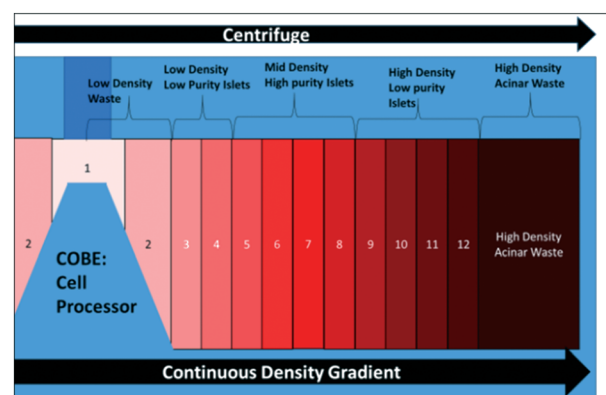 Centrifuge
Low Density
Waste
Low Density
Low Purity Islets
Mid Density
High purity Islets
High Density
Low purity
Islets
High Density
Acinar Waste
1
2
2
3
4
5
6
7
8
9
10
11
12
High Density
Acinar Waste
COBE:
Cell
Processor
Continuous Density Gradient